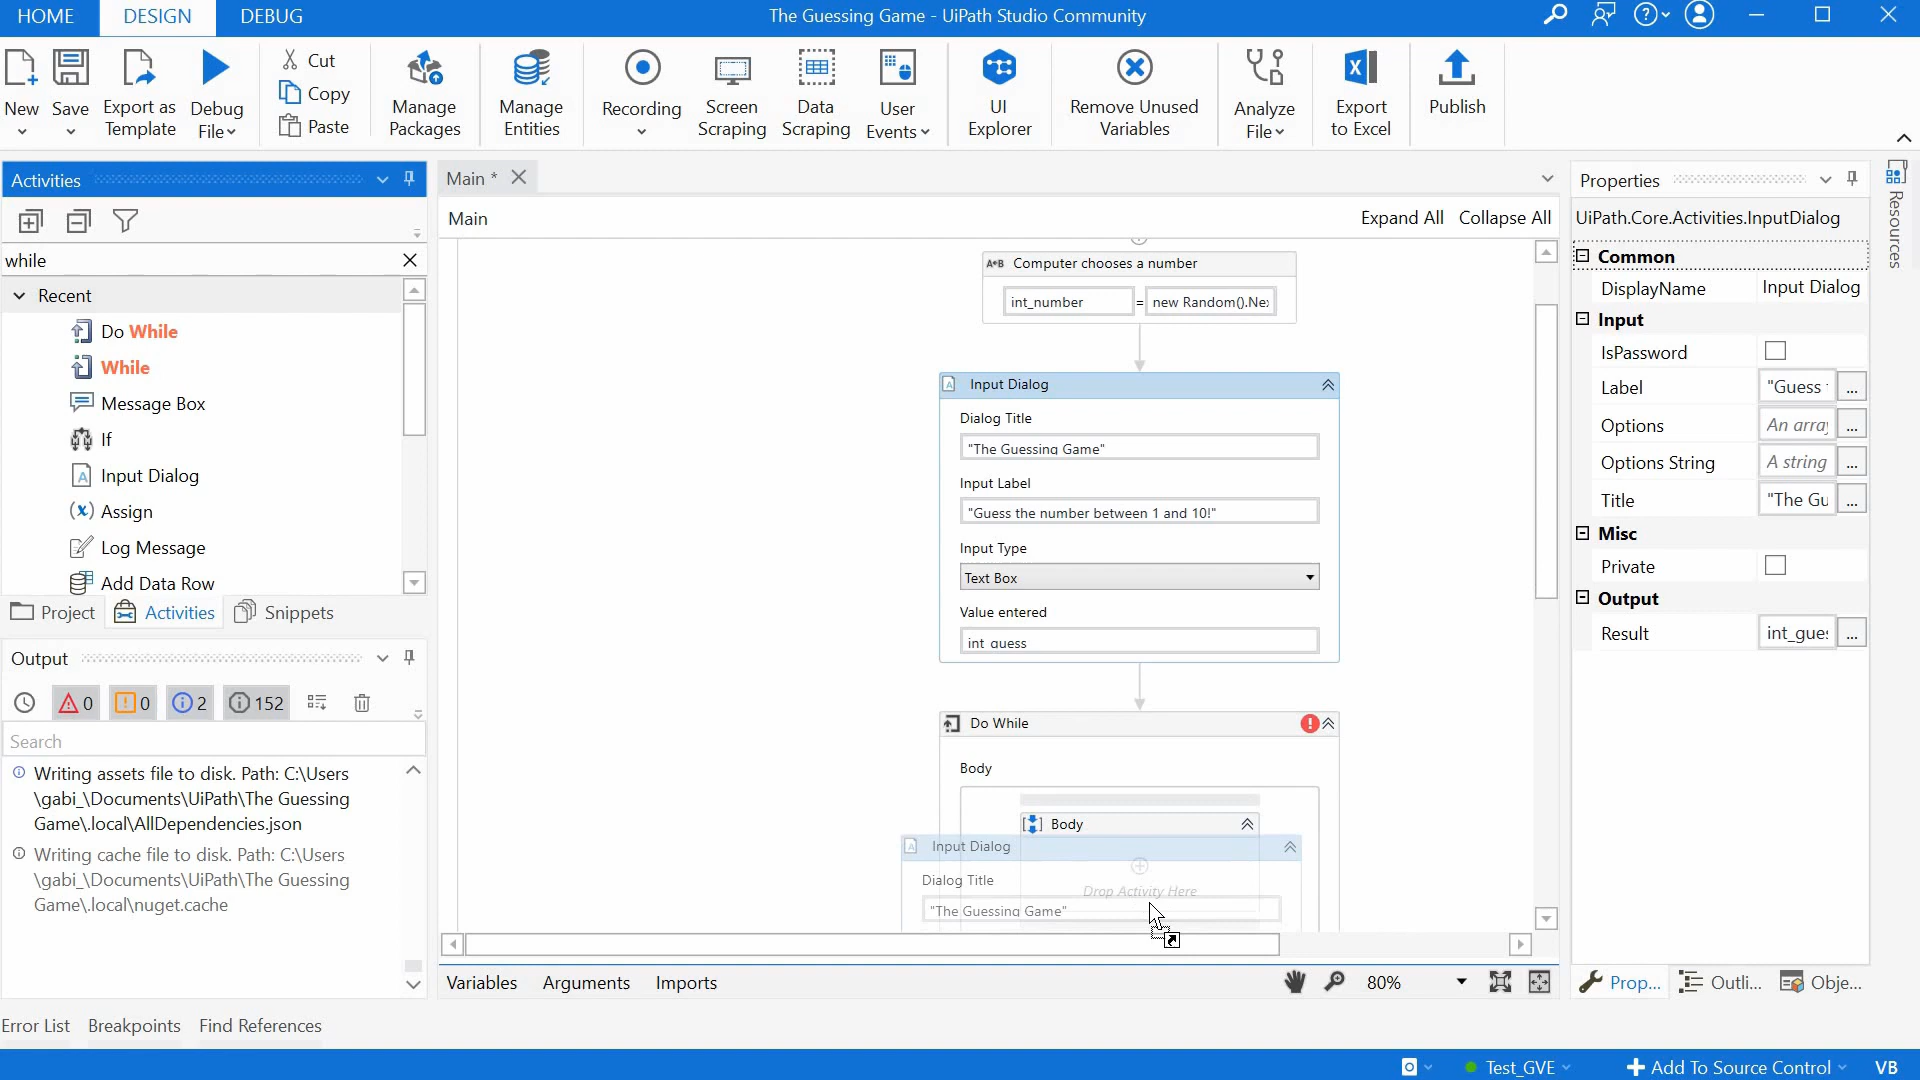 HOME
DESIGN
DEBUG
The Guessing Game - UiPath Studio Community
New
Save
Export as
Template
Debug
File
Cut
Copy
Paste
Manage
Packages
Manage
Entities
Recording
Screen
Scraping
Data
Scraping
User
Events
UI
Explorer
Remove Unused
Variables
Analyze
File
Export
to Excel
Publish
Activities
while
Recent
Do While
While
Message Box
If
Input Dialog
Assign
Log Message
Add Data Row
Project
Activities
Snippets
Output
0
0
2
152
Search
Writing assets file to disk. Path: C:\Users
\gabi_\Documents\UiPath\The Guessing
Game\.local\AllDependencies.json
Writing cache file to disk. Path: C:\Users
\gabi_\Documents\UiPath\The Guessing
Game\.local\nuget.cache
Error List
Breakpoints
Find References
Main *
Main
Expand All
Collapse All
A*B Computer chooses a number
int_number
=
new Random().Nex
Input Dialog
Dialog Title
"The Guessing Game"
Input Label
"Guess the number between 1 and 10!"
Input Type
Text Box
Value entered
int_guess
Do While
Body
Body
Input Dialog
Dialog Title
Drop Activity Here
"The Guessing Game"
Variables
Arguments
Imports
80%
Properties
UiPath.Core.Activities.InputDialog
Common
DisplayName
Input Dialog
Input
IsPassword
Label
"Guess
...
Options
An array
...
Options String
A string
...
Title
"The Gu
...
Misc
Private
Output
Result
int_gues
...
Prop...
Outli...
Obje...
Resources
Test_GVE
Add To Source Control
VB